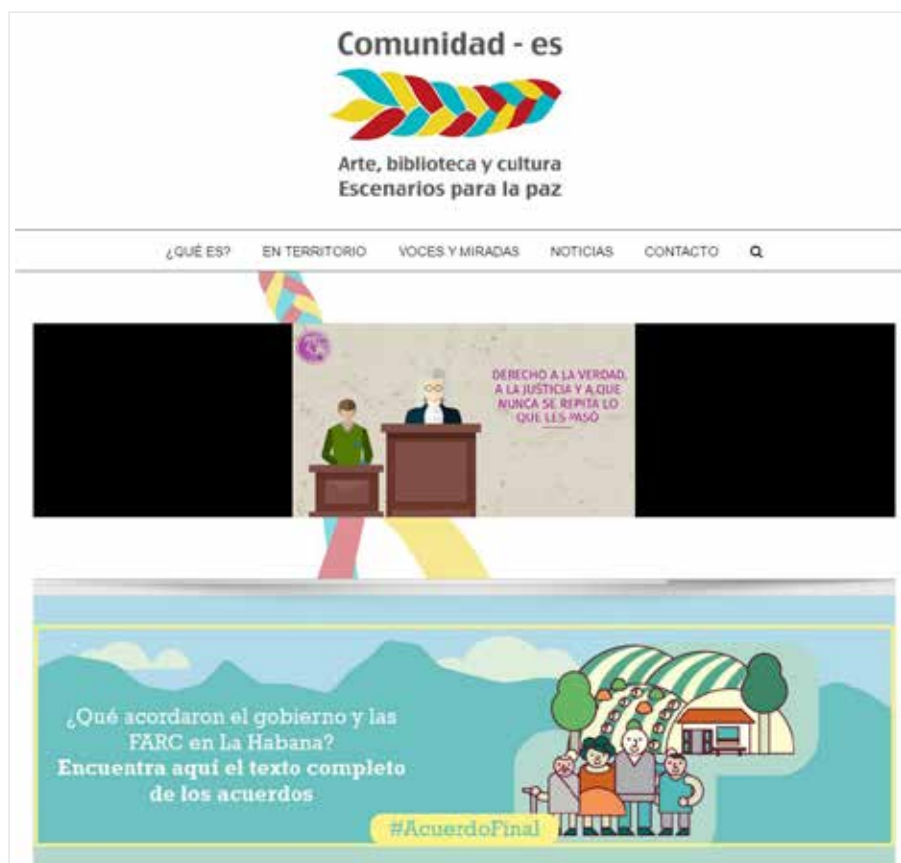 Comunidad - es
Arte, biblioteca y cultura
Escenarios para la paz
¿QUÉ ES? EN TERRITORIO VOCES Y MIRADAS NOTICIAS CONTACTO
DERECHO A LA VERDAD,
A LA JUSTICIA Y A QUE
NUNCA SE REPITA LO
QUE LES PASÓ
¿Qué acordaron el gobierno y las
FARC en La Habana?
Encuentra aquí el texto completo
de los acuerdos
#AcuerdoFinal